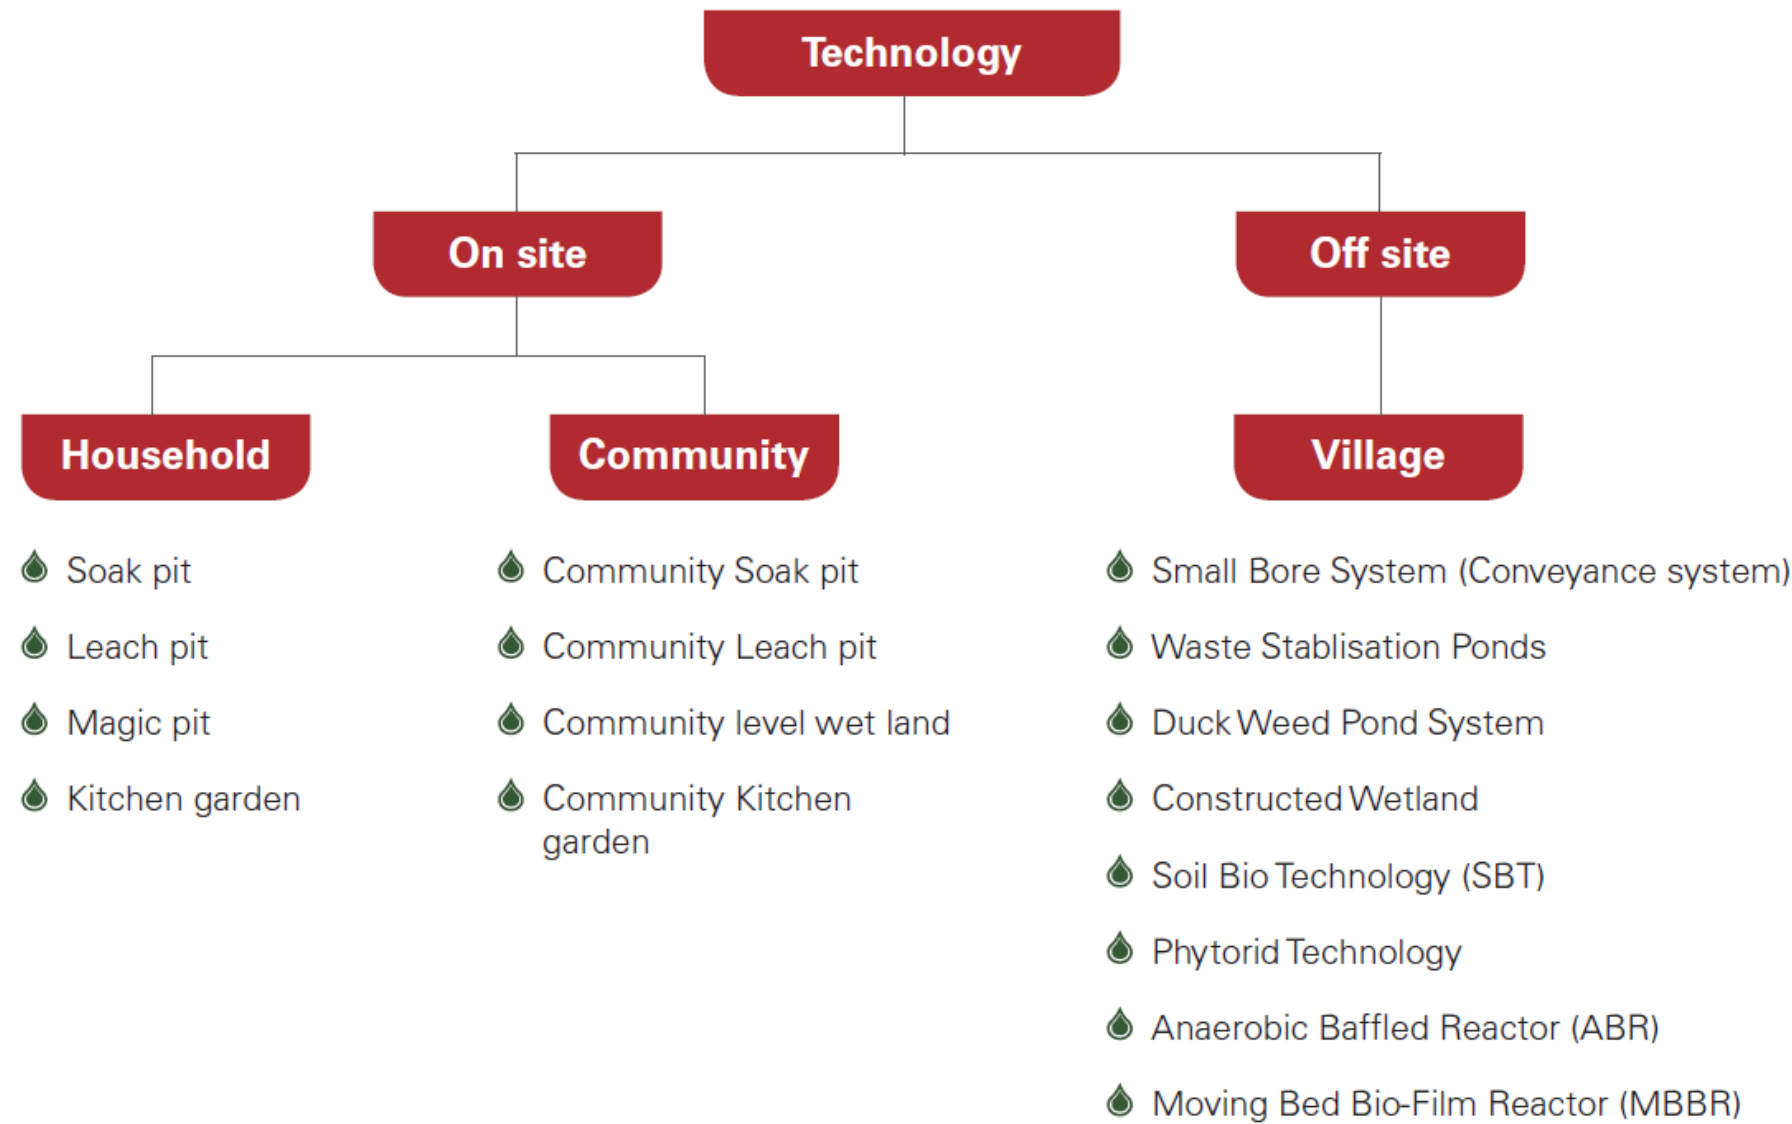 Technology
On site
Off site
Household
Community
Village
Soak pit
Leach pit
Magic pit
Kitchen garden
Community Soak pit
Community Leach pit
Community level wet land
Community Kitchen
garden
Small Bore System (Conveyance system)
Waste Stablisation Ponds
Duck Weed Pond System
Constructed Wetland
Soil Bio Technology (SBT)
Phytorid Technology
Anaerobic Baffled Reactor (ABR)
Moving Bed Bio-Film Reactor (MBBR)